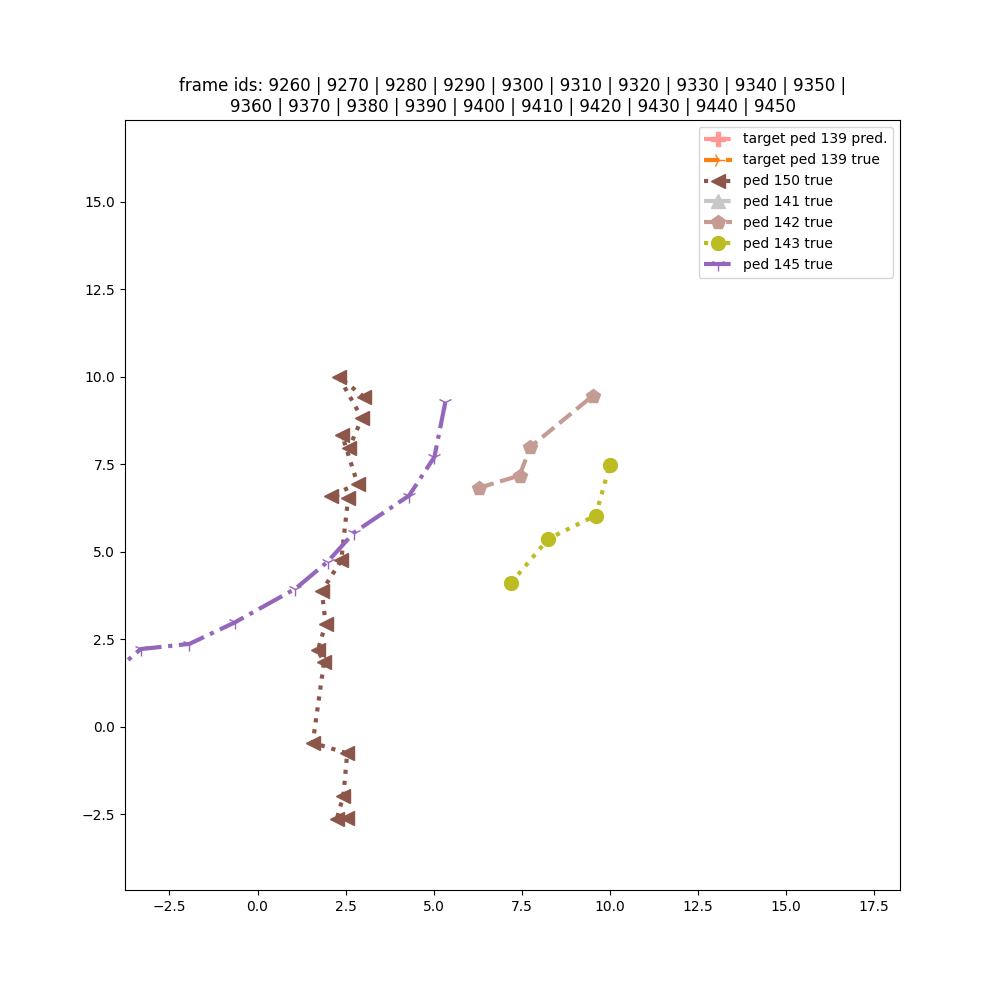 frame ids: 9260 | 9270 | 9280 | 9290 | 9300 | 9310 | 9320 | 9330 | 9340 | 9350 |
9360 | 9370 | 9380 | 9390 | 9400 | 9410 | 9420 | 9430 | 9440 | 9450
target ped 139 pred.
target ped 139 true
ped 150 true
ped 141 true
ped 142 true
ped 143 true
ped 145 true
15.0
12.5
10.0
7.5
5.0
2.5
0.0
−2.5
−2.5 0.0 2.5 5.0 7.5 10.0 12.5 15.0 17.5